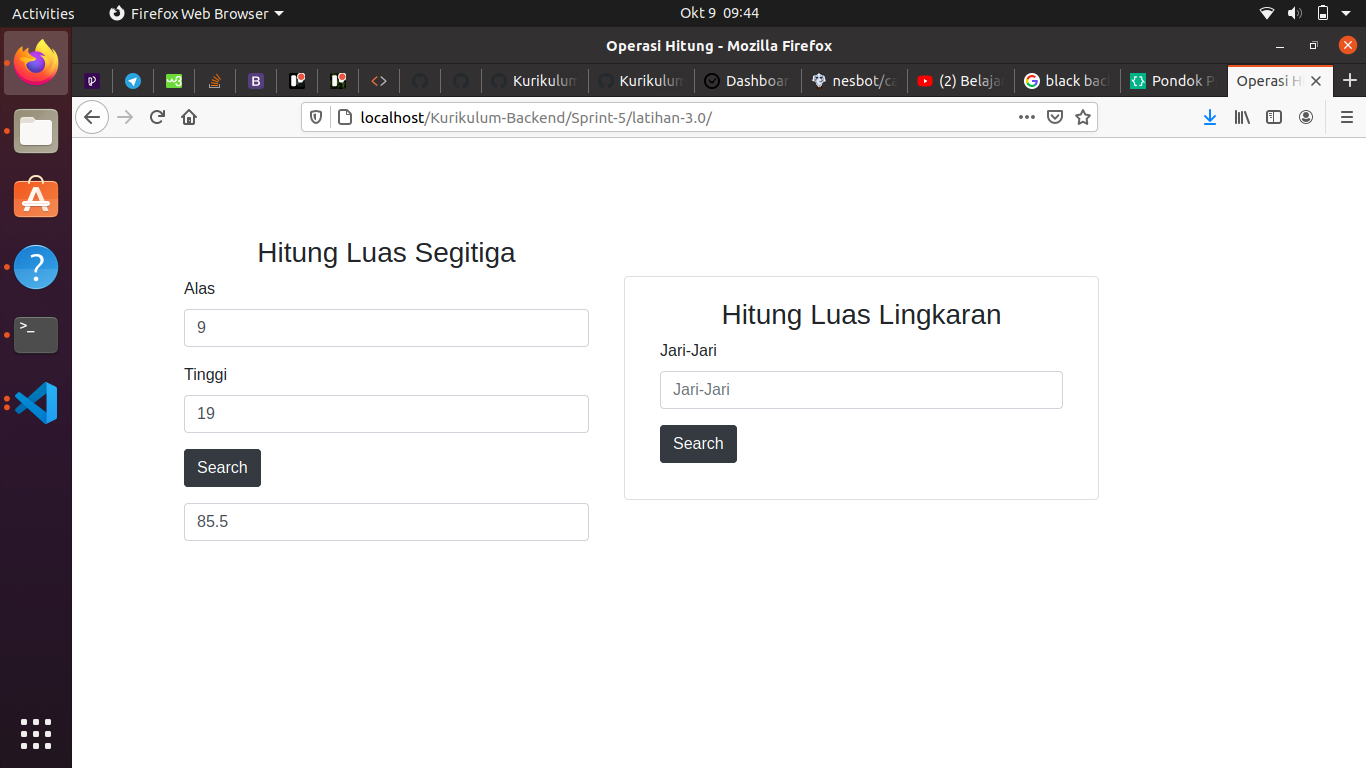 Activities
Firefox Web Browser
Okt 9 09:44
Operasi Hitung - Mozilla Firefox
Kurikulum
Kurikulum
Dashboar
nesbot/ca
(2) Belaja
black bac
Pondok P
Operasi H
localhost/Kurikulum-Backend/Sprint-5/latihan-3.0/
Hitung Luas Segitiga
Alas
9
Tinggi
19
Search
85.5
Hitung Luas Lingkaran
Jari-Jari
Jari-Jari
Search